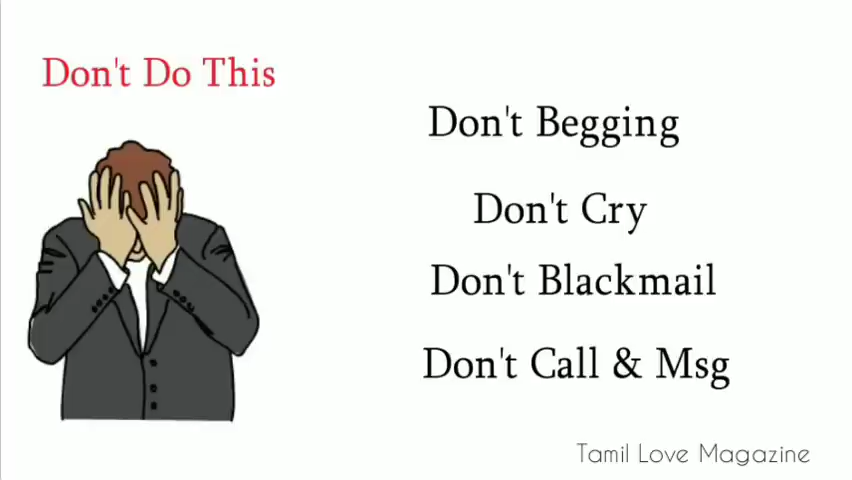 Don't Do This
Don't Begging
Don't Cry
Don't Blackmail
Don't Call & Msg
Tamil Love Magazine